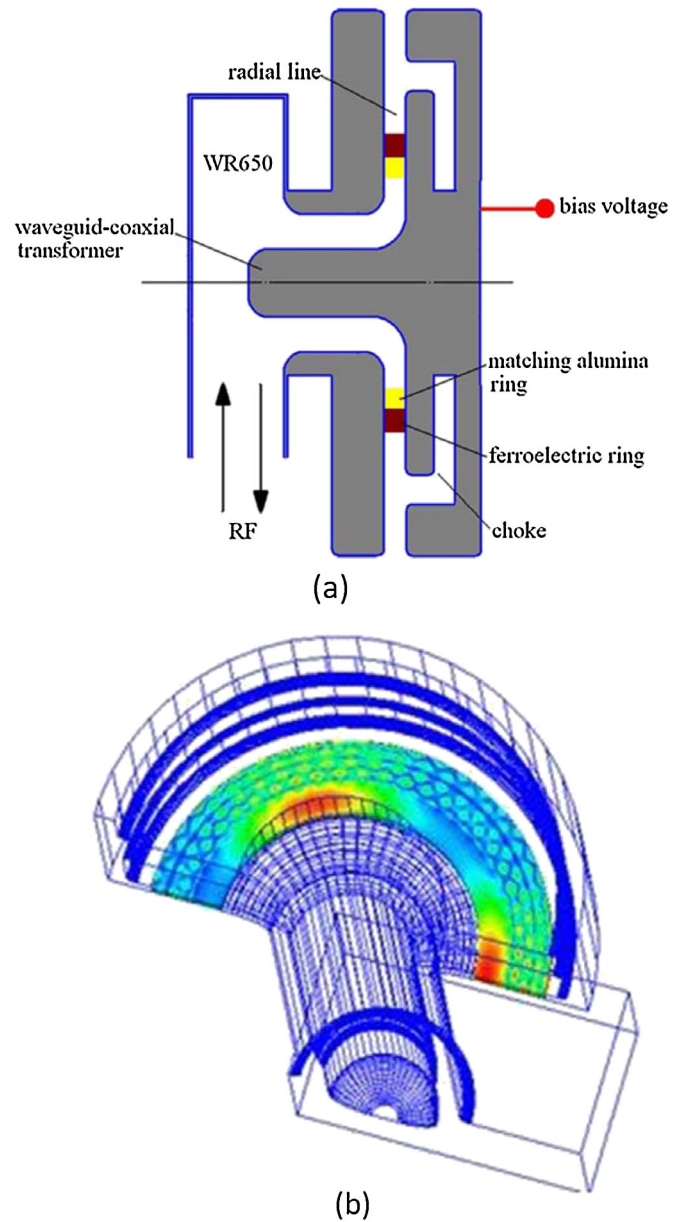 radial line
WR650
bias voltage
waveguid-coaxial
transformer
matching alumina
ring
ferroelectric ring
choke
RF
(a)
(b)